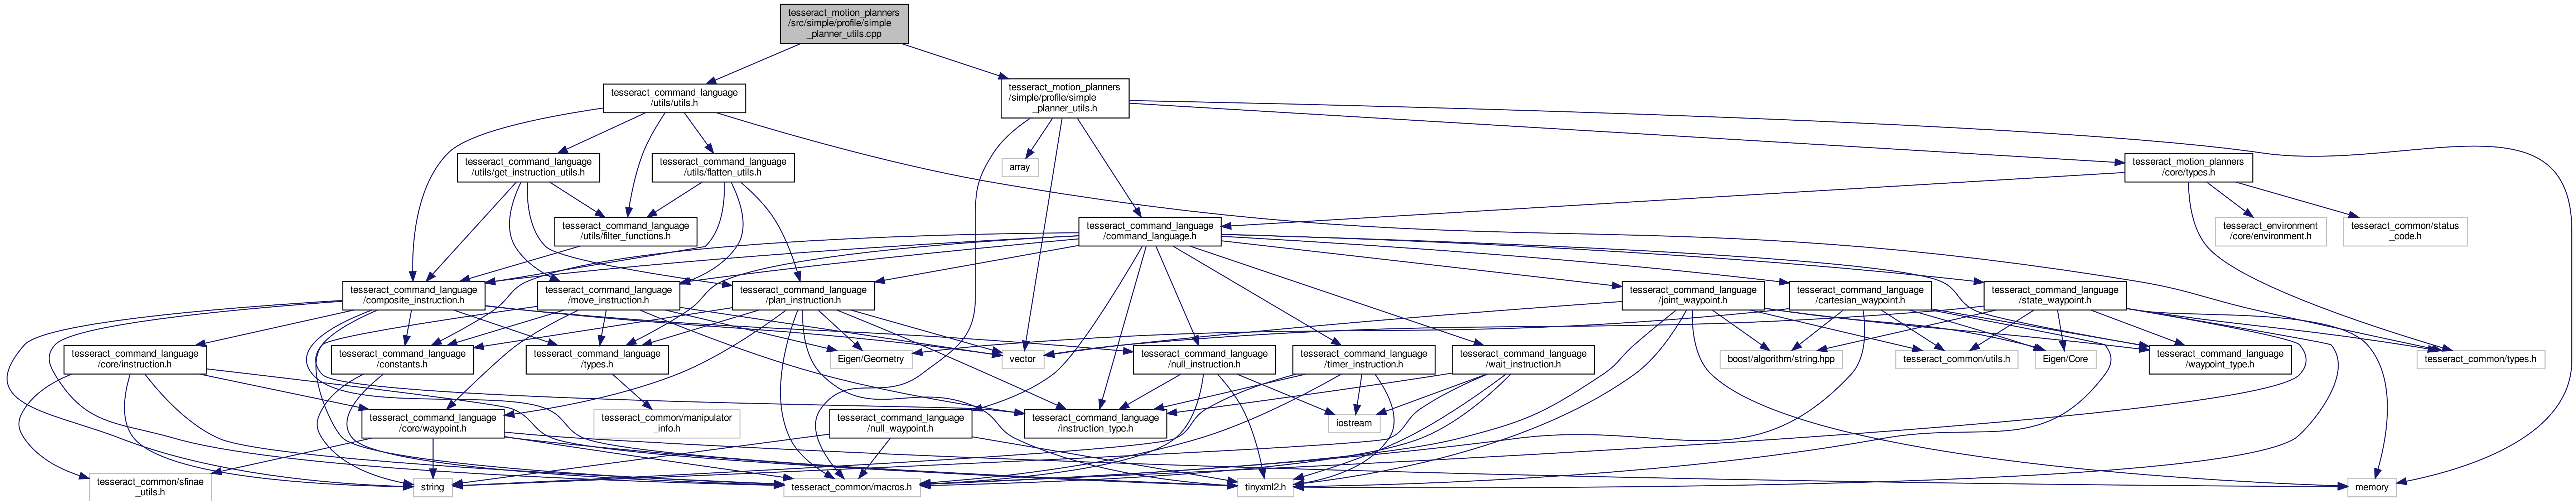 tesseract_motion_planners
/src/simple/profile/simple
_planner_utils.cpp
tesseract_command_language
/utils/utils.h
tesseract_motion_planners
/simple/profile/simple
_planner_utils.h
tesseract_command_language
/utils/get_instruction_utils.h
tesseract_command_language
/utils/flatten_utils.h
array
tesseract_motion_planners
/core/types.h
tesseract_command_language
/utils/filter_functions.h
tesseract_command_language
/command_language.h
tesseract_environment
/core/environment.h
tesseract_common/status
_code.h
tesseract_command_language
/composite_instruction.h
tesseract_command_language
/move_instruction.h
tesseract_command_language
/plan_instruction.h
tesseract_command_language
/joint_waypoint.h
tesseract_command_language
/cartesian_waypoint.h
tesseract_command_language
/state_waypoint.h
tesseract_command_language
/core/instruction.h
tesseract_command_language
/constants.h
tesseract_command_language
/types.h
Eigen/Geometry
vector
tesseract_command_language
/null_instruction.h
tesseract_command_language
/timer_instruction.h
tesseract_command_language
/wait_instruction.h
boost/algorithm/string.hpp
tesseract_common/utils.h
Eigen/Core
tesseract_command_language
/waypoint_type.h
tesseract_common/types.h
tesseract_command_language
/core/waypoint.h
tesseract_common/manipulator
_info.h
tesseract_command_language
/null_waypoint.h
tesseract_command_language
/instruction_type.h
iostream
tesseract_common/sfinae
_utils.h
string
tesseract_common/macros.h
tinyxml2.h
memory